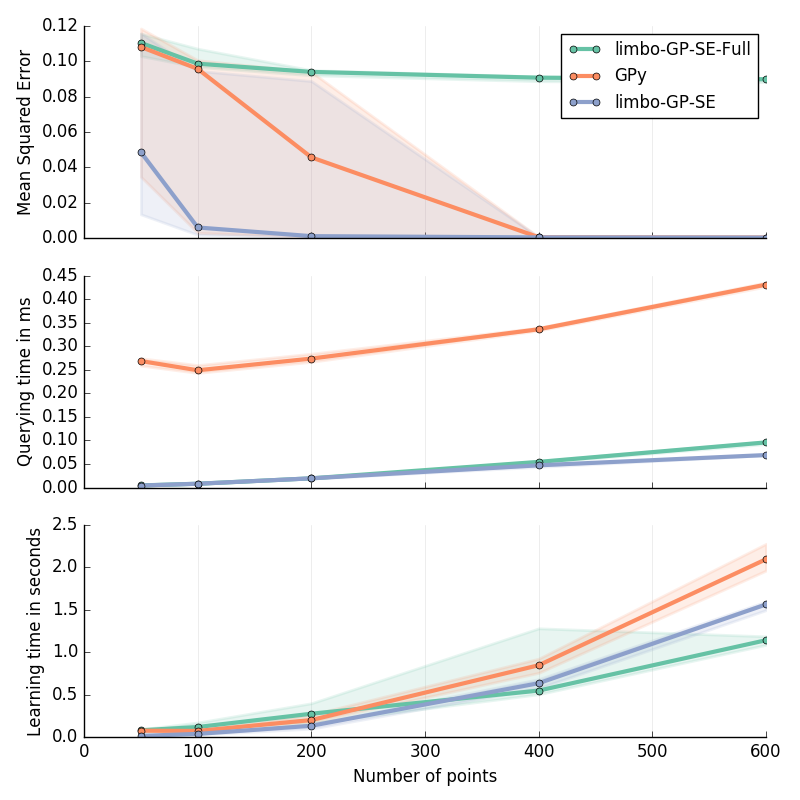 0.12
0.10
0.08
0.06
0.04
0.02
0.00
Mean Squared Error
limbo-GP-SE-Full
GPy
limbo-GP-SE
0.45
0.40
0.35
0.30
0.25
0.20
0.15
0.10
0.05
0.00
Querying time in ms
2.5
2.0
1.5
1.0
0.5
0.0
Learning time in seconds
0 100 200 300 400 500 600
Number of points